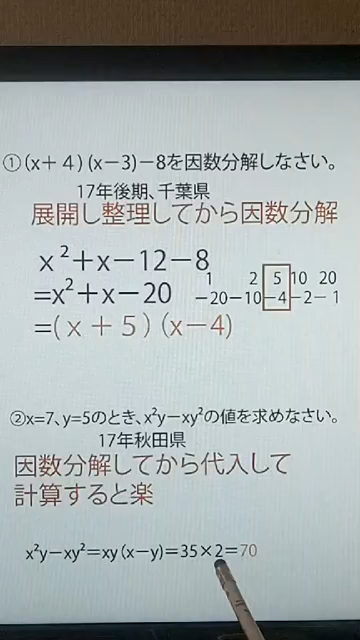 ①(x+4)(x−3)−8を因数分解しなさい。
17年後期、千葉県
展開し整理してから因数分解
x²+x−12−8
=x²+x−20
1 2 5 10 20
−20−10−4−2−1
=(x+5)(x−4)
②x=7、y=5のとき、x²y−xy²の値を求めなさい。
17年秋田県
因数分解してから代入して
計算すると楽
x²y−xy²=xy(x−y)=35×2=70